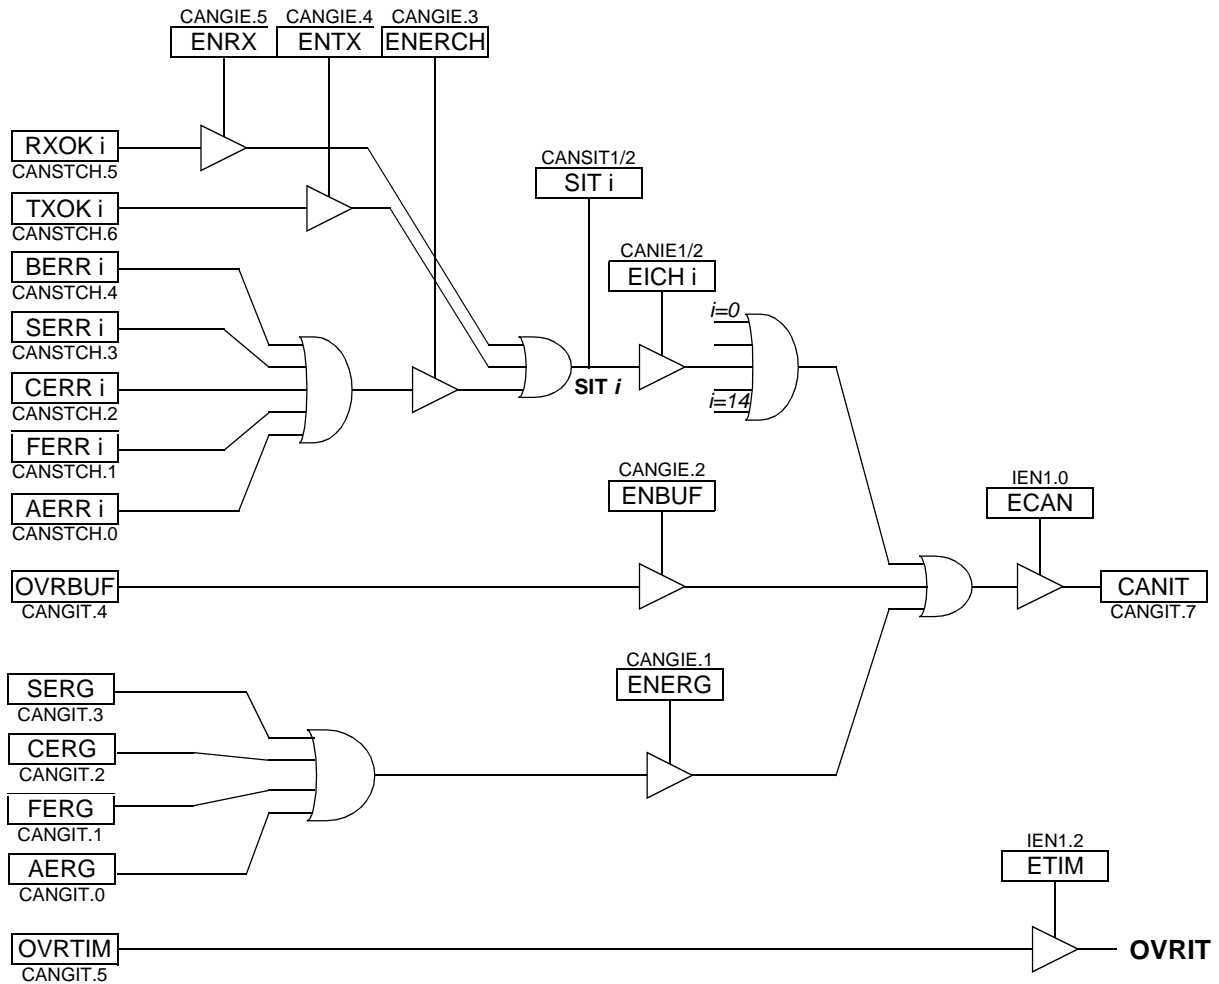 CANGIE.5 CANGIE.4 CANGIE.3
ENRX ENTX ENERCH
RXOK i
CANSTCH.5
CANSIT1/2
SIT i
TXOK i
CANSTCH.6
CANIE1/2
EICH i
BERR i
CANSTCH.4
i=0
SERR i
CANSTCH.3
SIT i
CERR i
CANSTCH.2
i=14
FERR i
CANSTCH.1
CANGIE.2
ENBUF
IEN1.0
ECAN
AERR i
CANSTCH.0
OVRBUF
CANGIT.4
CANIT
CANGIT.7
CANGIE.1
ENERG
SERG
CANGIT.3
CERG
CANGIT.2
FERG
CANGIT.1
IEN1.2
ETIM
AERG
CANGIT.0
OVRTIM
CANGIT.5
OVRIT